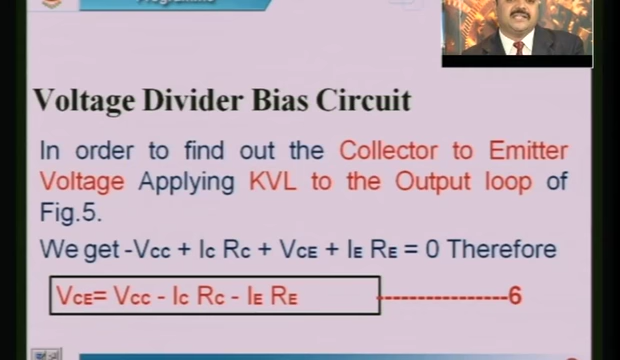 Programme
Voltage Divider Bias Circuit
In order to find out the Collector to Emitter
Voltage Applying KVL to the Output loop of
Fig.5.
We get -VCC + IC RC + VCE + IE RE = 0 Therefore
VCE= VCC - IC RC - IE RE ----------------6